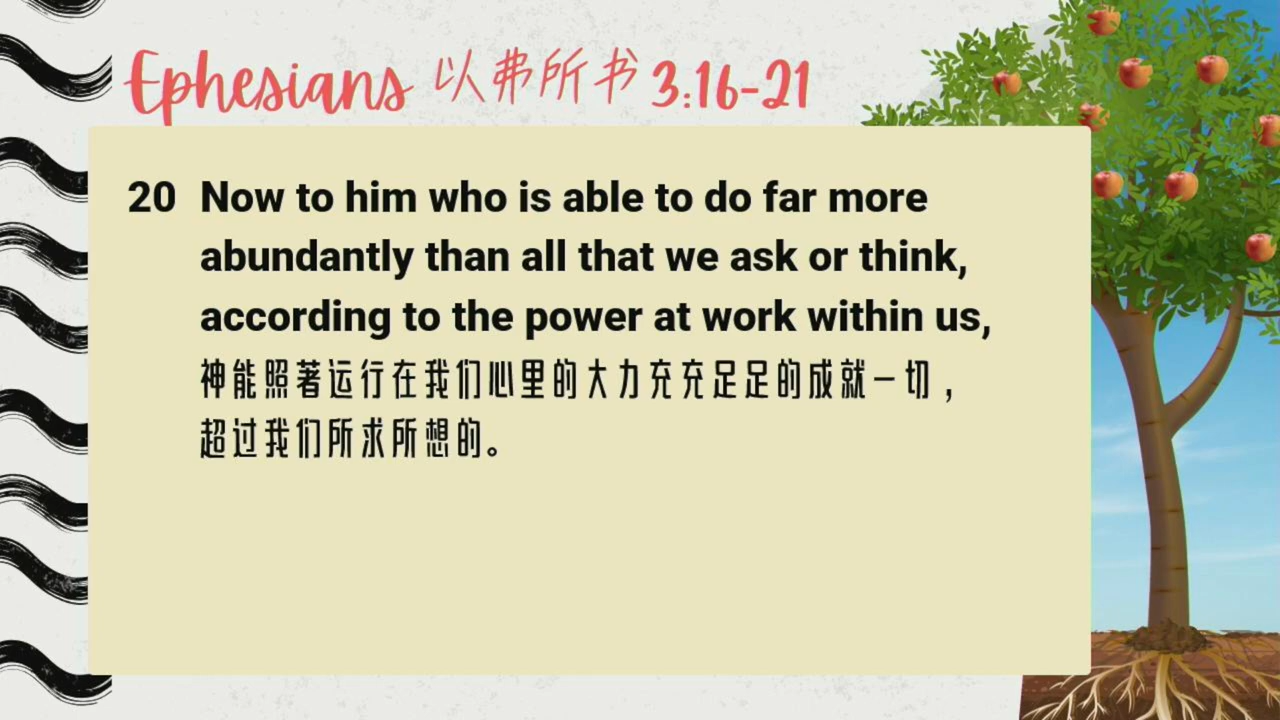 Ephesians 以弗所书 3:16-21
20 Now to him who is able to do far more
abundantly than all that we ask or think,
according to the power at work within us,
神能照著运行在我们心里的大力充充足足的成就一切，
超过我们所求所想的。